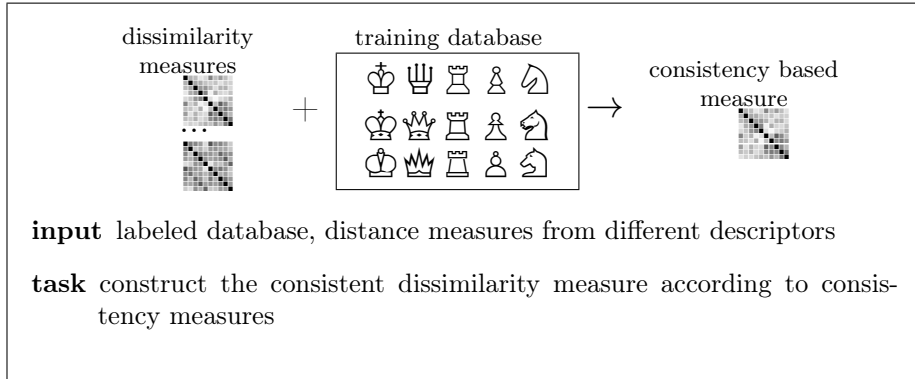 dissimilarity
measures
training database
consistency based
measure
+
→
...
input labeled database, distance measures from different descriptors
task construct the consistent dissimilarity measure according to consis-
tency measures